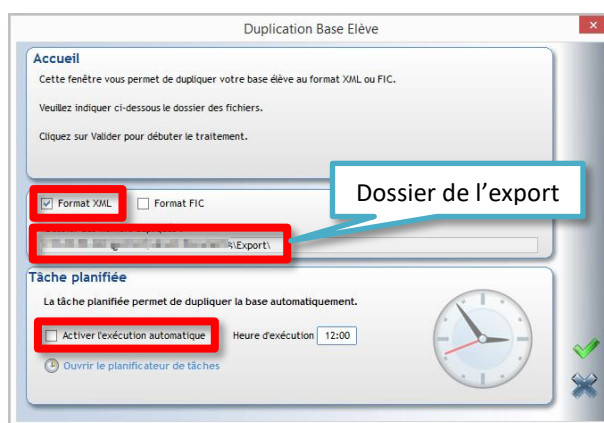 Duplication Base Elève
Accueil
Cette fenêtre vous permet de dupliquer votre base élève au format XML ou FIC.
Veuillez indiquer ci-dessous le dossier des fichiers.
Cliquez sur Valider pour débuter le traitement.
Dossier de l'export
Format XML Format FIC
\Export\
Tâche planifiée
La tâche planifiée permet de dupliquer la base automatiquement.
Activer l'exécution automatique Heure d'exécution 12:00
Ouvrir le planificateur de tâches